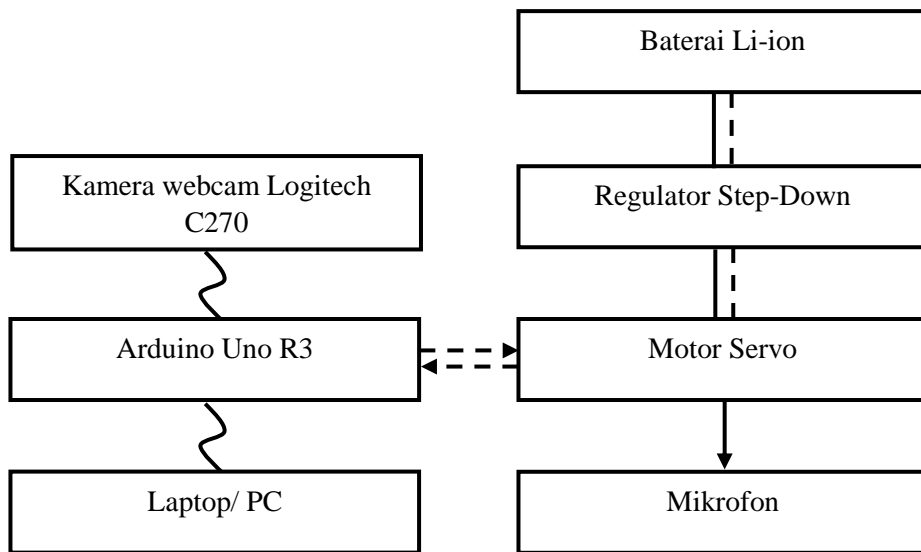 Baterai Li-ion
Kamera webcam Logitech
C270
Regulator Step-Down
Arduino Uno R3
Motor Servo
Laptop/ PC
Mikrofon